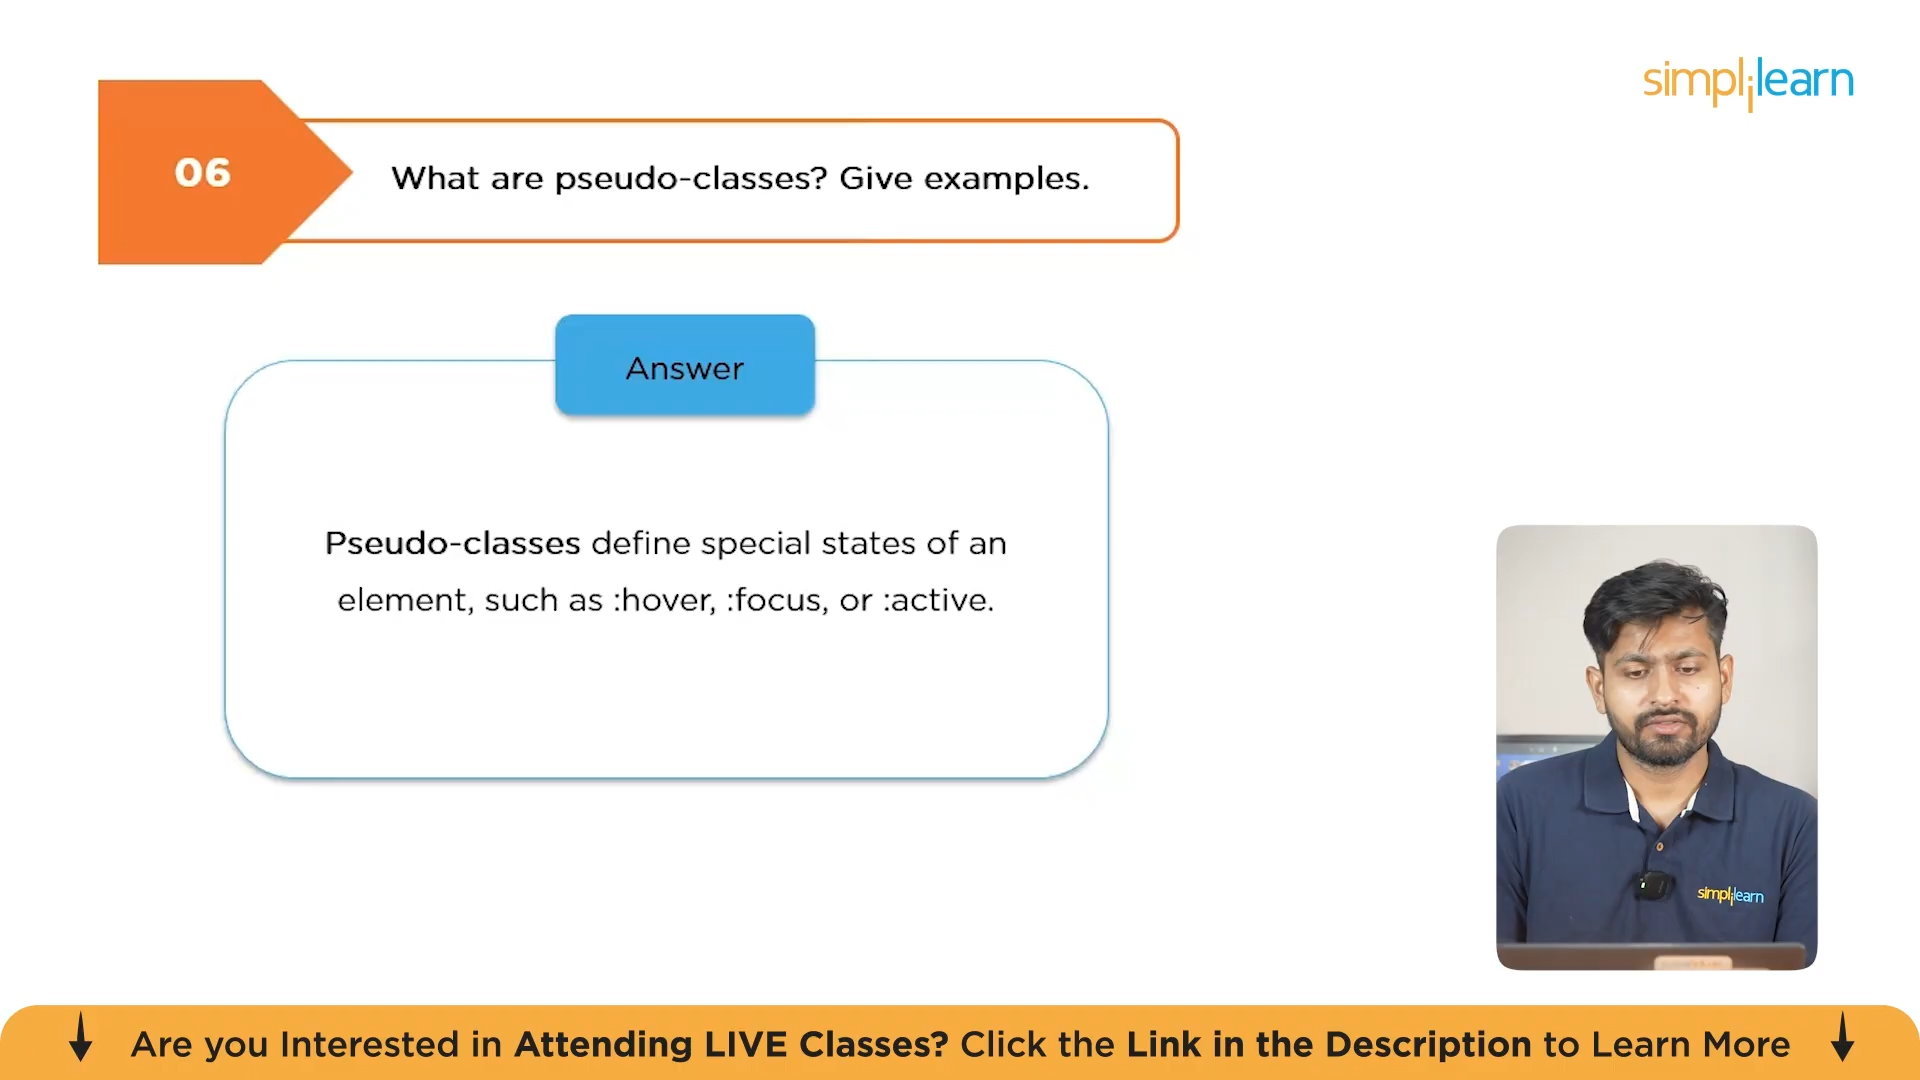 simplilearn
06
What are pseudo-classes? Give examples.
Answer
Pseudo-classes define special states of an
element, such as :hover, :focus, or :active.
simplilearn
Are you Interested in Attending LIVE Classes? Click the Link in the Description to Learn More